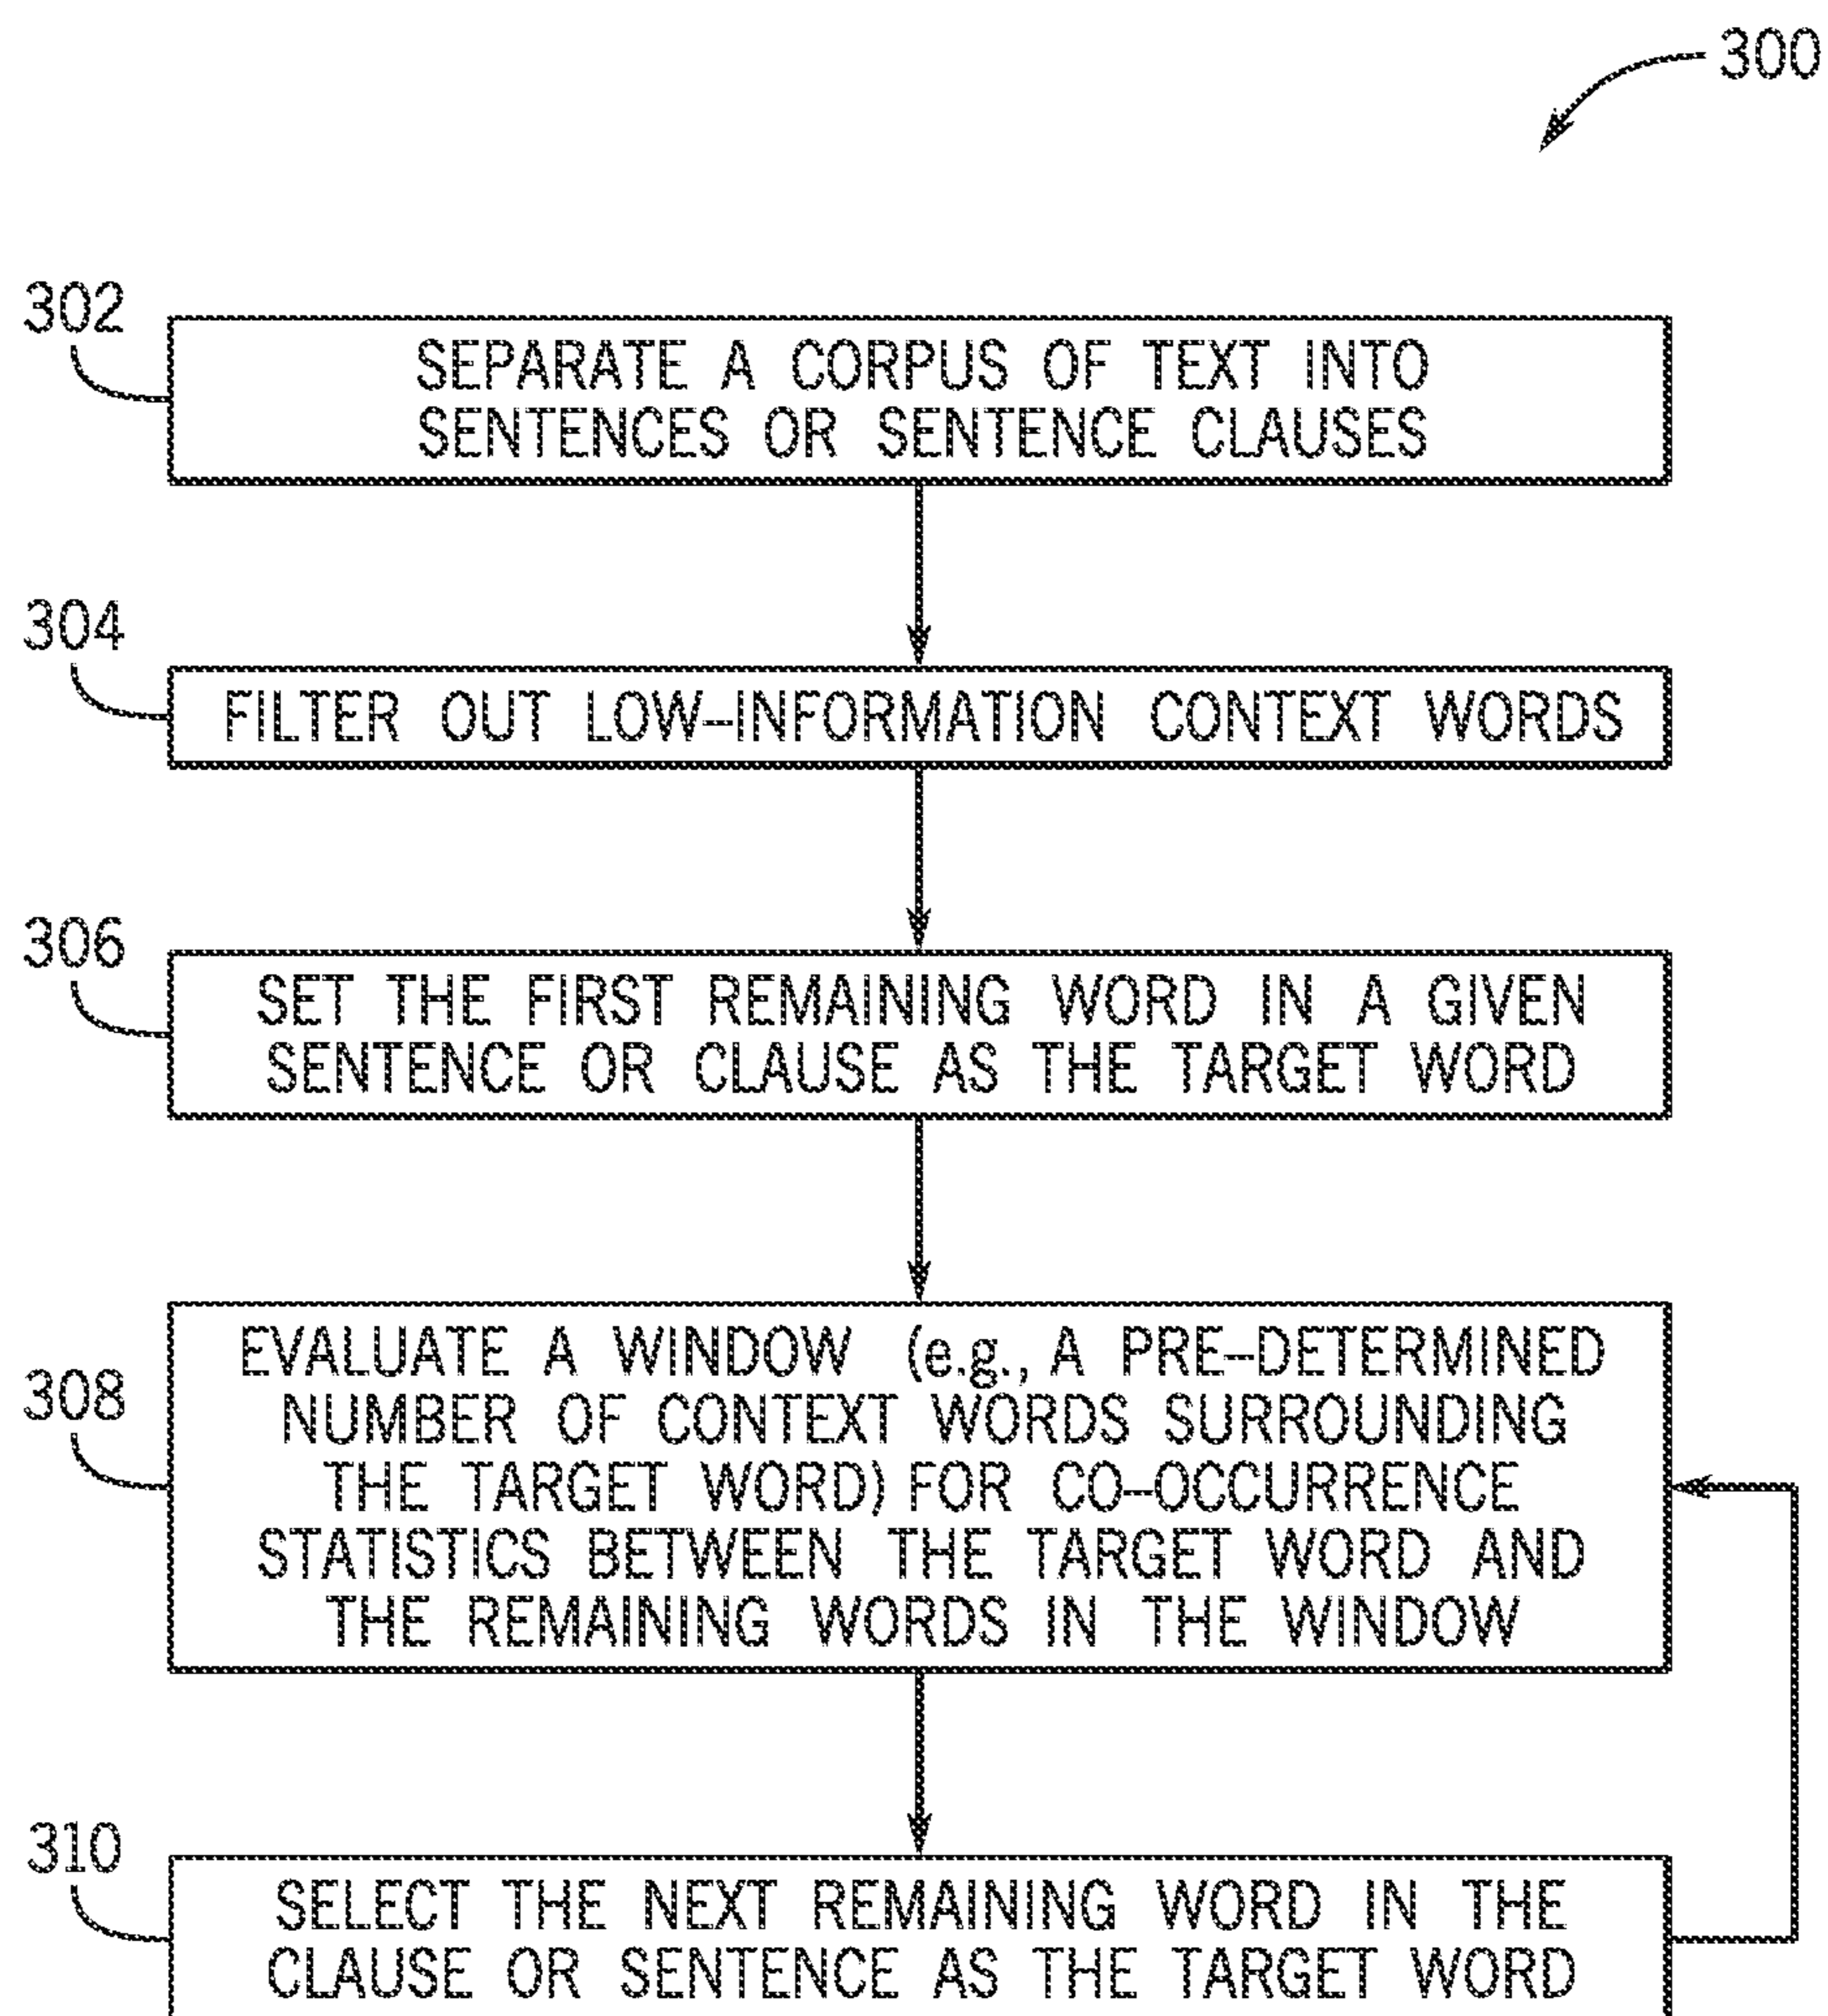 300
302
SEPARATE A CORPUS OF TEXT INTO
SENTENCES OR SENTENCE CLAUSES
304
FILTER OUT LOW-INFORMATION CONTEXT WORDS
306
SET THE FIRST REMAINING WORD IN A GIVEN
SENTENCE OR CLAUSE AS THE TARGET WORD
308
EVALUATE A WINDOW (e.g., A PRE-DETERMINED
NUMBER OF CONTEXT WORDS SURROUNDING
THE TARGET WORD) FOR CO-OCCURRENCE
STATISTICS BETWEEN THE TARGET WORD AND
THE REMAINING WORDS IN THE WINDOW
310
SELECT THE NEXT REMAINING WORD IN THE
CLAUSE OR SENTENCE AS THE TARGET WORD